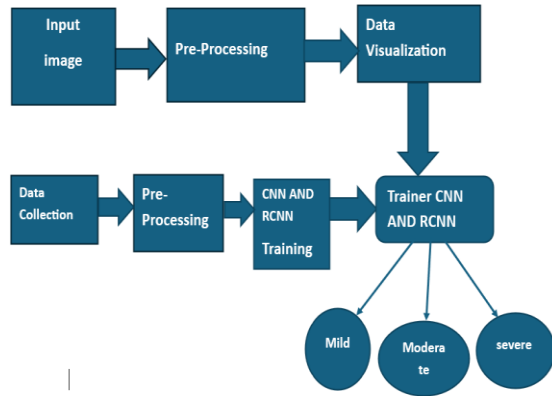 Input
image
Pre-Processing
Data
Visualization
Data
Collection
Pre-
Processing
CNN AND
RCNN
Training
Trainer CNN
AND RCNN
Mild
Modera
te
severe